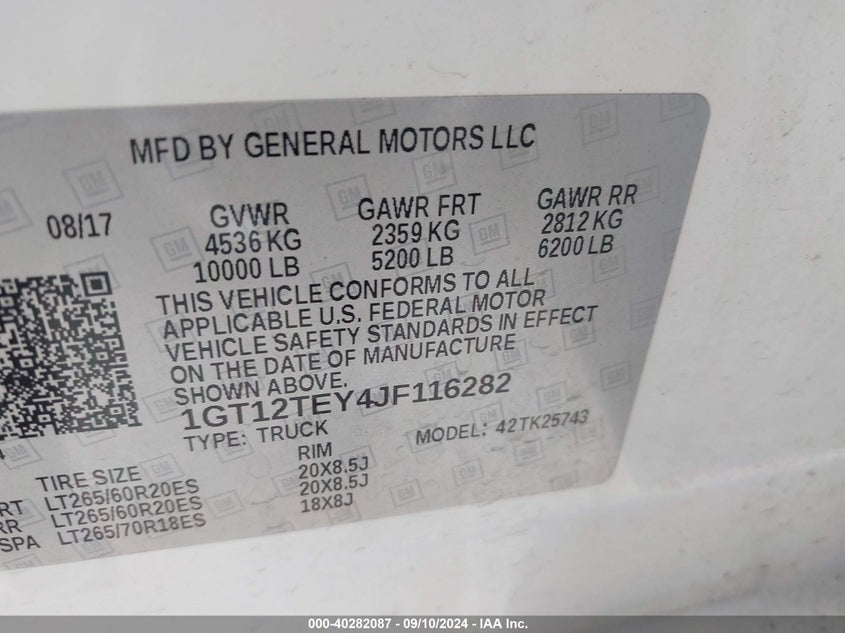 MFD BY GENERAL MOTORS LLC
08/17 GVWR GAWR FRT GAWR RR
4536 KG 2359 KG 2812 KG
10000 LB 5200 LB 6200 LB
THIS VEHICLE CONFORMS TO ALL
APPLICABLE U.S. FEDERAL MOTOR
VEHICLE SAFETY STANDARDS IN EFFECT
ON THE DATE OF MANUFACTURE
SHOWN ABOVE.
1GT12TEY4JF116282
TYPE: TRUCK MODEL: 42TK25743
TIRE SIZE RIM
RT LT265/60R20ES 20X8.5J
RR LT265/60R20ES 20X8.5J
SPA LT265/70R18ES 18X8J
000-40282087 - 09/10/2024 - IAA Inc.